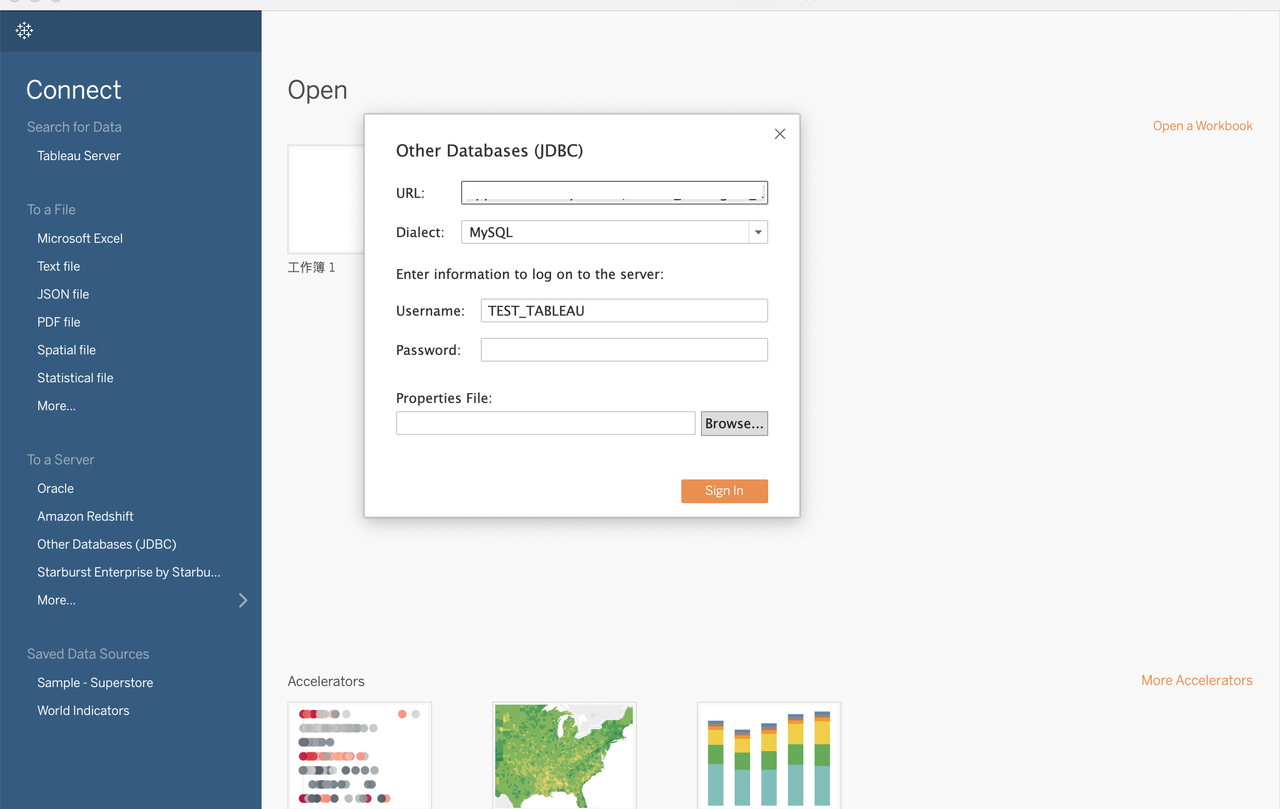 Connect
Search for Data
Tableau Server
To a File
Microsoft Excel
Text file
JSON file
PDF file
Spatial file
Statistical file
More...
To a Server
Oracle
Amazon Redshift
Other Databases (JDBC)
Starburst Enterprise by Starbu...
More...
Saved Data Sources
Sample - Superstore
World Indicators
Open
Open a Workbook
工作簿 1
Other Databases (JDBC)
URL:
Dialect: MySQL
Enter information to log on to the server:
Username: TEST_TABLEAU
Password:
Properties File:
Browse...
Sign In
Accelerators
More Accelerators